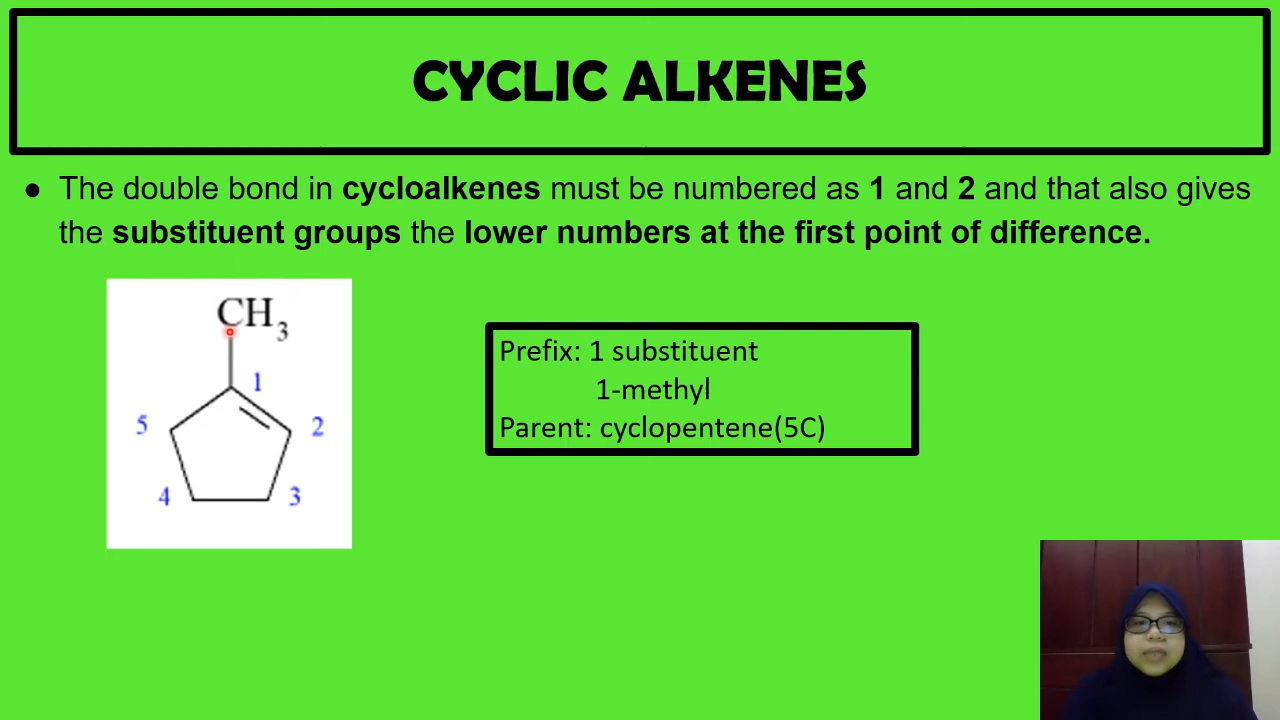 CYCLIC ALKENES
● The double bond in cycloalkenes must be numbered as 1 and 2 and that also gives
the substituent groups the lower numbers at the first point of difference.
CH3
1
5
2
4
3
Prefix: 1 substituent
1-methyl
Parent: cyclopentene(5C)